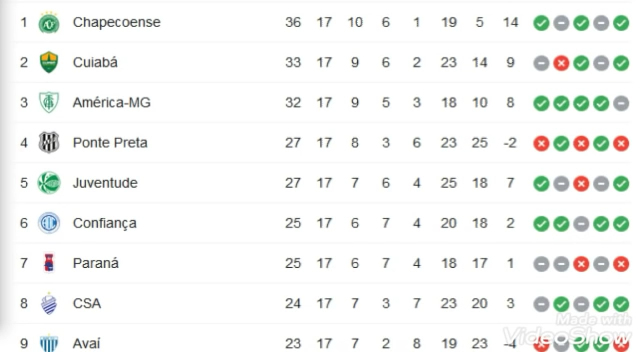 1 Chapecoense 36 17 10 6 1 19 5 14
2 Cuiabá 33 17 9 6 2 23 14 9
3 América-MG 32 17 9 5 3 18 10 8
4 Ponte Preta 27 17 8 3 6 23 25 -2
5 Juventude 27 17 7 6 4 25 18 7
6 Confiança 25 17 6 7 4 20 18 2
7 Paraná 25 17 6 7 4 18 17 1
8 CSA 24 17 7 3 7 23 20 3
Made with
9 Avaí 23 17 7 2 8 19 23 -4
VideoShow